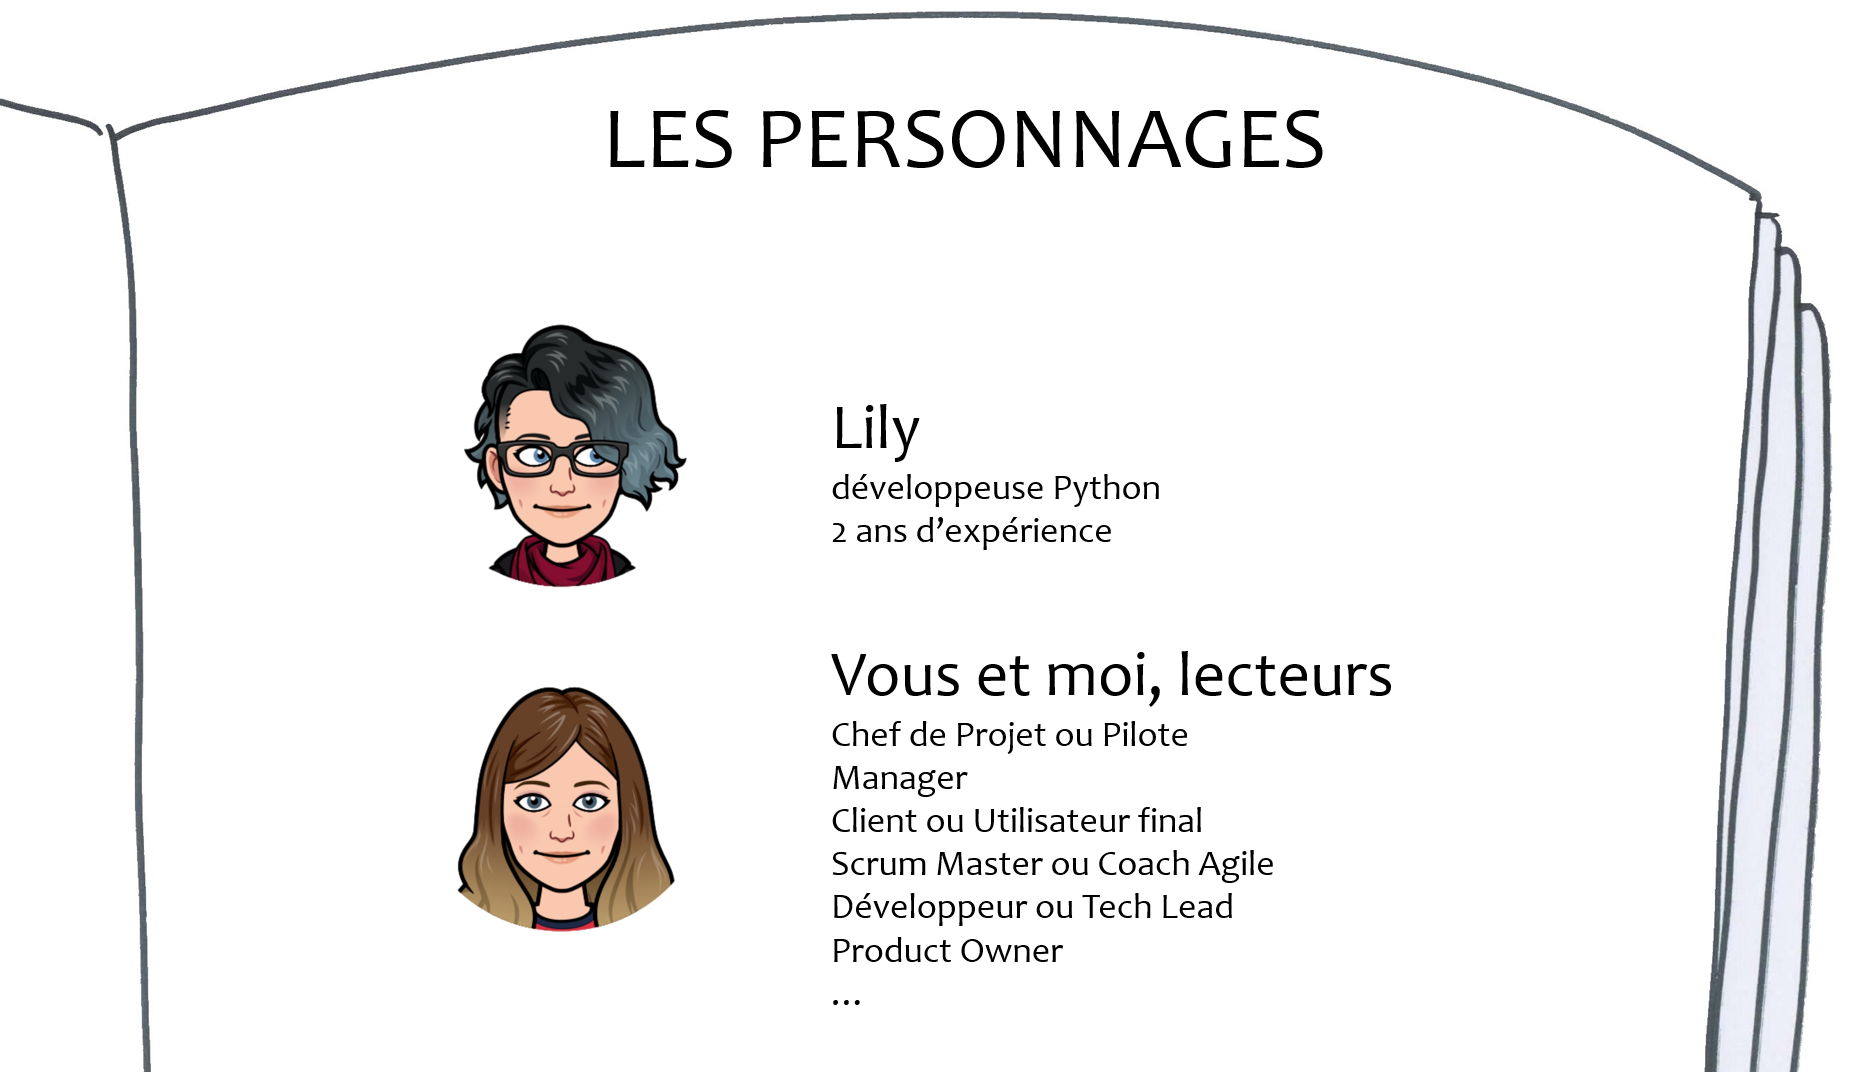 LES PERSONNAGES
Lily
développeuse Python
2 ans d’expérience
Vous et moi, lecteurs
Chef de Projet ou Pilote
Manager
Client ou Utilisateur final
Scrum Master ou Coach Agile
Développeur ou Tech Lead
Product Owner
...